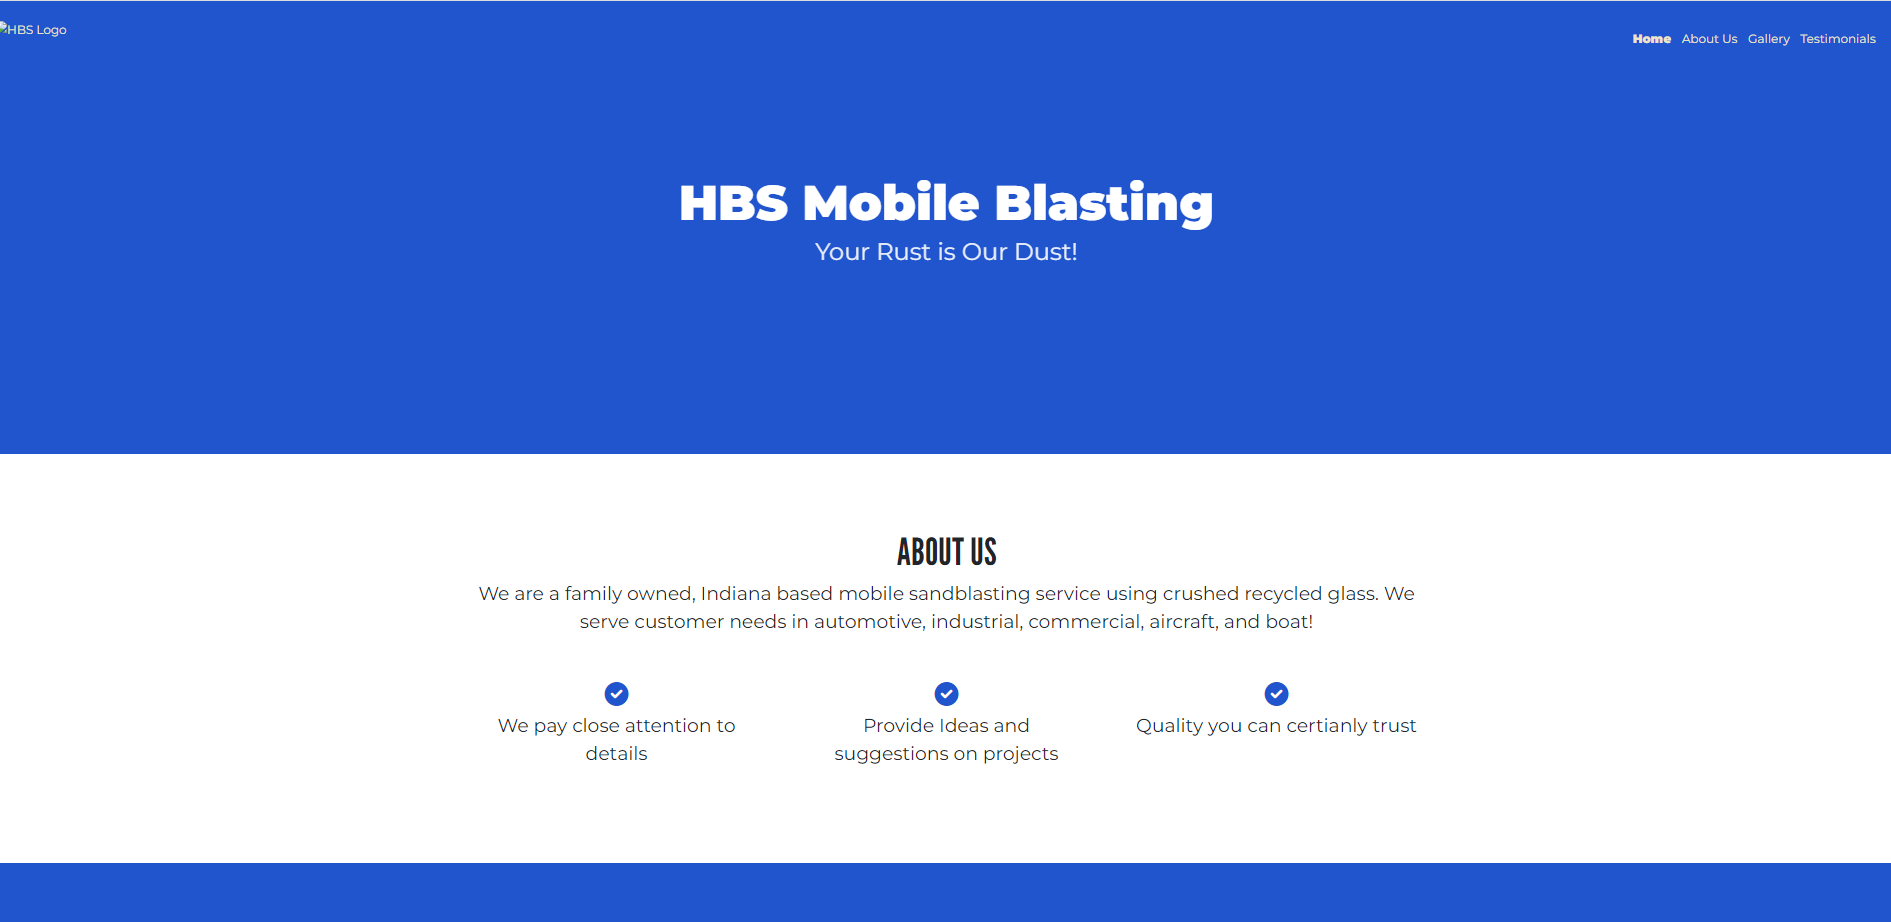 HBS Logo
Home About Us Gallery Testimonials
HBS Mobile Blasting
Your Rust is Our Dust!
ABOUT US
We are a family owned, Indiana based mobile sandblasting service using crushed recycled glass. We
serve customer needs in automotive, industrial, commercial, aircraft, and boat!
We pay close attention to
details
Provide Ideas and
suggestions on projects
Quality you can certianly trust